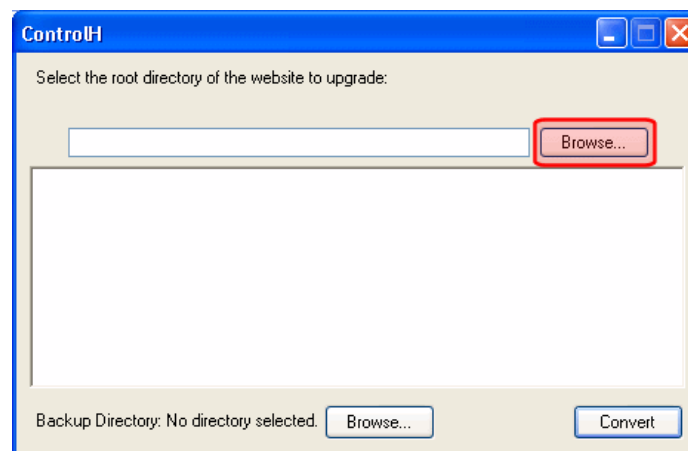 ControlH
Select the root directory of the website to upgrade:
Browse...
Backup Directory: No directory selected. Browse... Convert